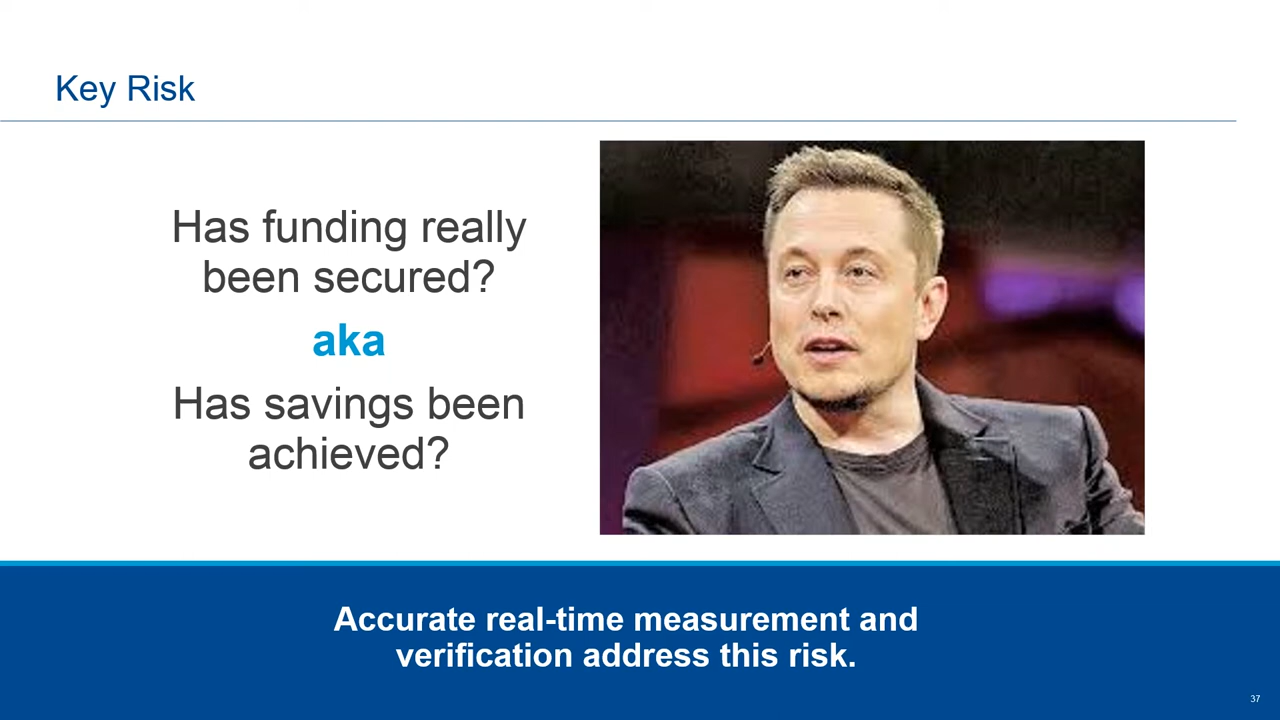 Key Risk
Has funding really
been secured?
aka
Has savings been
achieved?
Accurate real-time measurement and
verification address this risk.
37